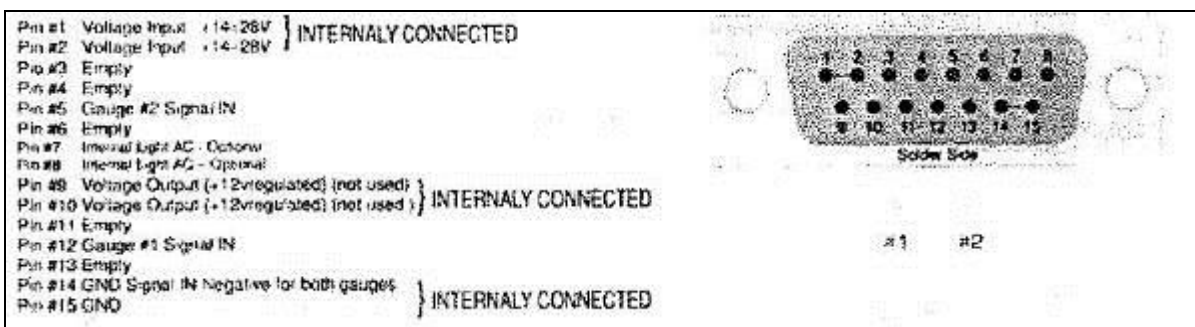 Pin #1 Voltage Input +14-28V } INTERNALY CONNECTED
Pin #2 Voltage Input +14-28V
Pin #3 Empty
Pin #4 Empty
Pin #5 Gauge #2 Signal IN
Pin #6 Empty
Pin #7 Internal Light AC - Optional
Pin #8 Internal Light AC - Optional
Pin #9 Voltage Output (+12vregulated) (not used)
Pin #10 Voltage Output (+12vregulated) (not used) } INTERNALY CONNECTED
Pin #11 Empty
Pin #12 Gauge #1 Signal IN
Pin #13 Empty
Pin #14 GND Signal IN Negative for both gauges
Pin #15 GND } INTERNALY CONNECTED
1 2 3 4 5 6 7 8
9 10 11 12 13 14 15
Solder Side
#1 #2